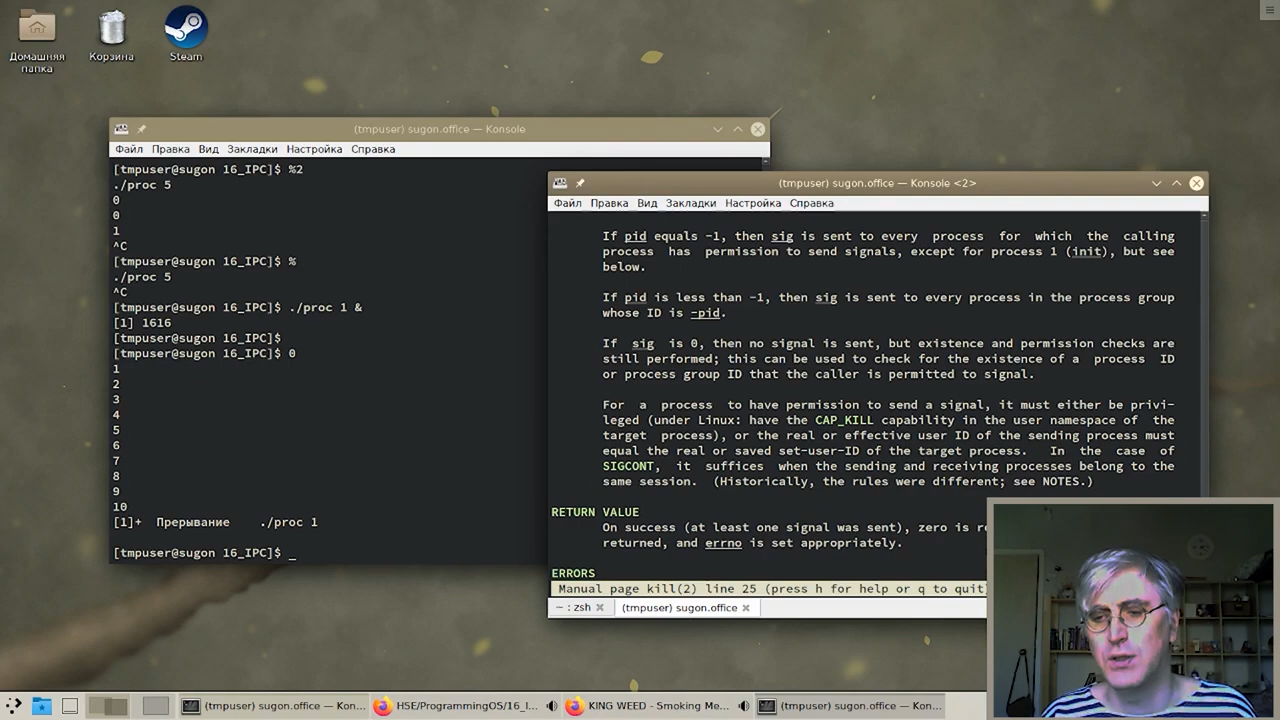 Домашняя
папка
Корзина
Steam
(tmpuser) sugon.office — Konsole
Файл Правка Вид Закладки Настройка Справка
[tmpuser@sugon 16_IPC]$ %2
./proc 5
0
0
1
^C
[tmpuser@sugon 16_IPC]$ %
./proc 5
^C
[tmpuser@sugon 16_IPC]$ ./proc 1 &
[1] 1616
[tmpuser@sugon 16_IPC]$
[tmpuser@sugon 16_IPC]$ 0
1
2
3
4
5
6
7
8
9
10
[1]+  Прерывание    ./proc 1
[tmpuser@sugon 16_IPC]$ _
(tmpuser) sugon.office — Konsole <2>
Файл Правка Вид Закладки Настройка Справка
If pid equals -1, then sig is sent to every process for which the calling
process has permission to send signals, except for process 1 (init), but see
below.
If pid is less than -1, then sig is sent to every process in the process group
whose ID is -pid.
If sig is 0, then no signal is sent, but existence and permission checks are
still performed; this can be used to check for the existence of a process ID
or process group ID that the caller is permitted to signal.
For a process to have permission to send a signal, it must either be privi-
leged (under Linux: have the CAP_KILL capability in the user namespace of the
target process), or the real or effective user ID of the sending process must
equal the real or saved set-user-ID of the target process. In the case of
SIGCONT, it suffices when the sending and receiving processes belong to the
same session. (Historically, the rules were different; see NOTES.)
RETURN VALUE
On success (at least one signal was sent), zero is re
returned, and errno is set appropriately.
ERRORS
Manual page kill(2) line 25 (press h for help or q to quit)
~ : zsh
(tmpuser) sugon.office
(tmpuser) sugon.office — Kon...
HSE/ProgrammingOS/16_I...
KING WEED - Smoking Me...
(tmpuser) sugon.office — Kon...